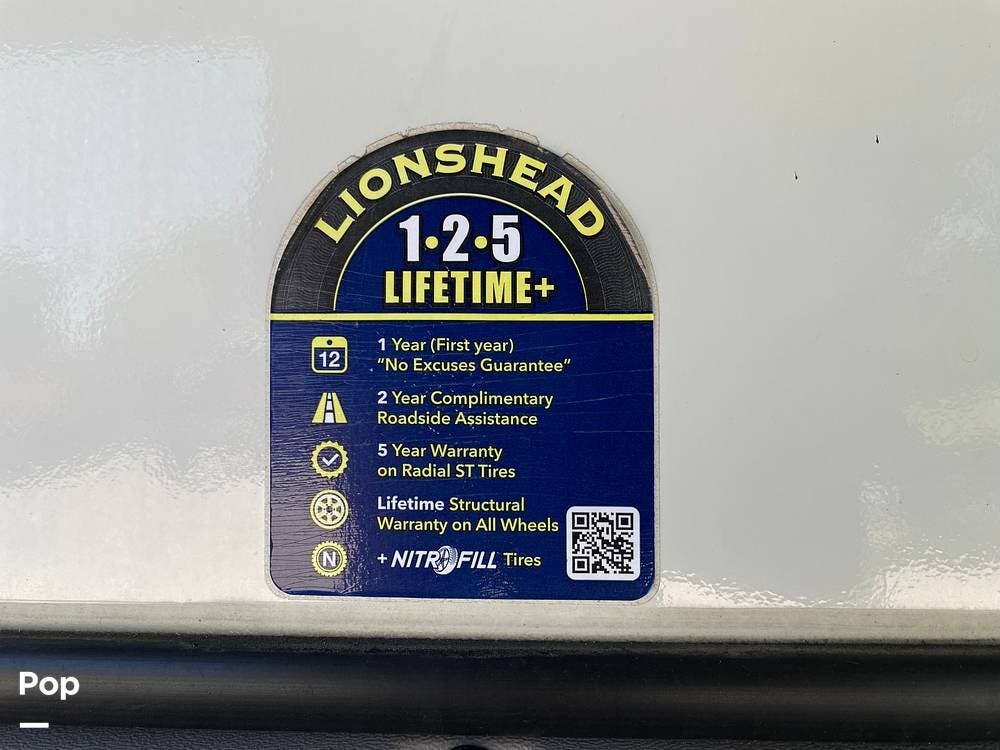 LIONSHEAD
1·2·5
LIFETIME+
12
1 Year (First year)
“No Excuses Guarantee”
2 Year Complimentary
Roadside Assistance
5 Year Warranty
on Radial ST Tires
Lifetime Structural
Warranty on All Wheels
N
+ NITROFILL Tires
Pop